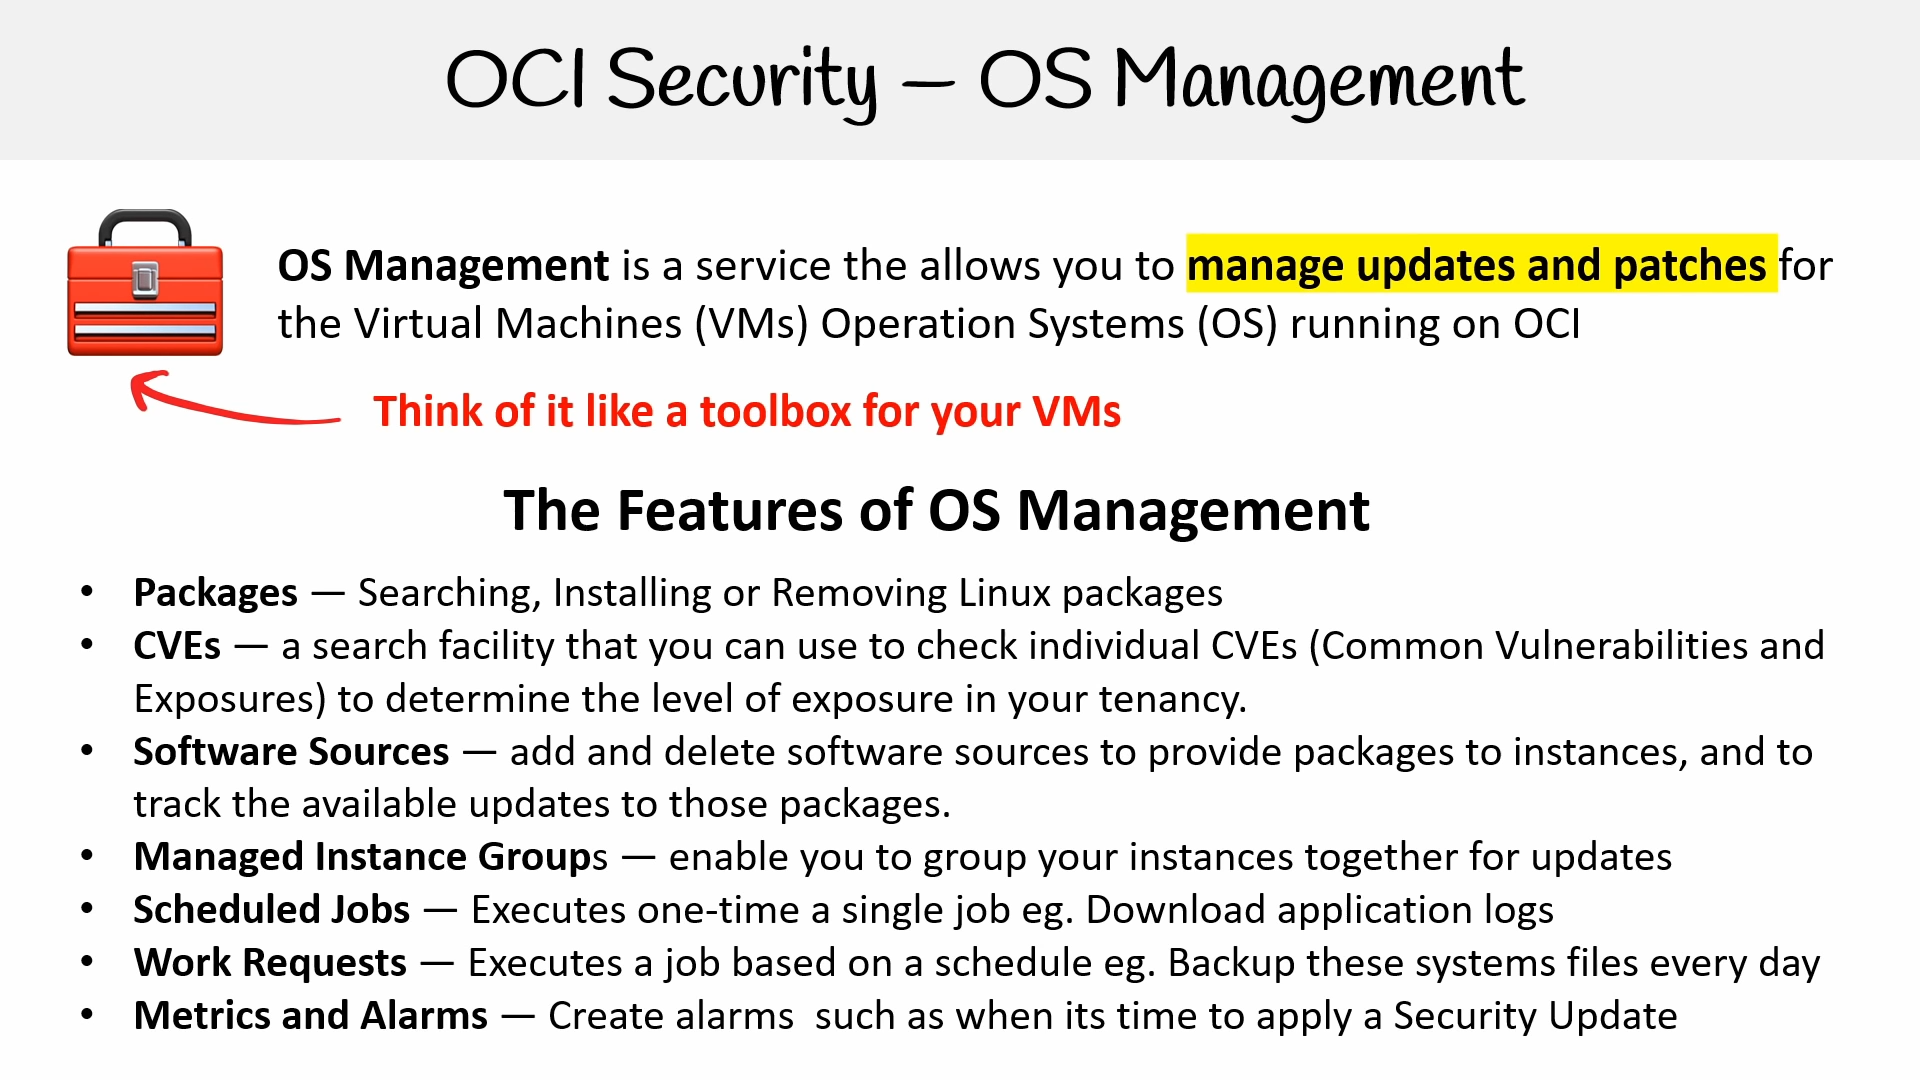 OCI Security — OS Management
OS Management is a service the allows you to manage updates and patches for
the Virtual Machines (VMs) Operation Systems (OS) running on OCI
Think of it like a toolbox for your VMs
The Features of OS Management
• Packages — Searching, Installing or Removing Linux packages
• CVEs — a search facility that you can use to check individual CVEs (Common Vulnerabilities and
Exposures) to determine the level of exposure in your tenancy.
• Software Sources — add and delete software sources to provide packages to instances, and to
track the available updates to those packages.
• Managed Instance Groups — enable you to group your instances together for updates
• Scheduled Jobs — Executes one-time a single job eg. Download application logs
• Work Requests — Executes a job based on a schedule eg. Backup these systems files every day
• Metrics and Alarms — Create alarms  such as when its time to apply a Security Update